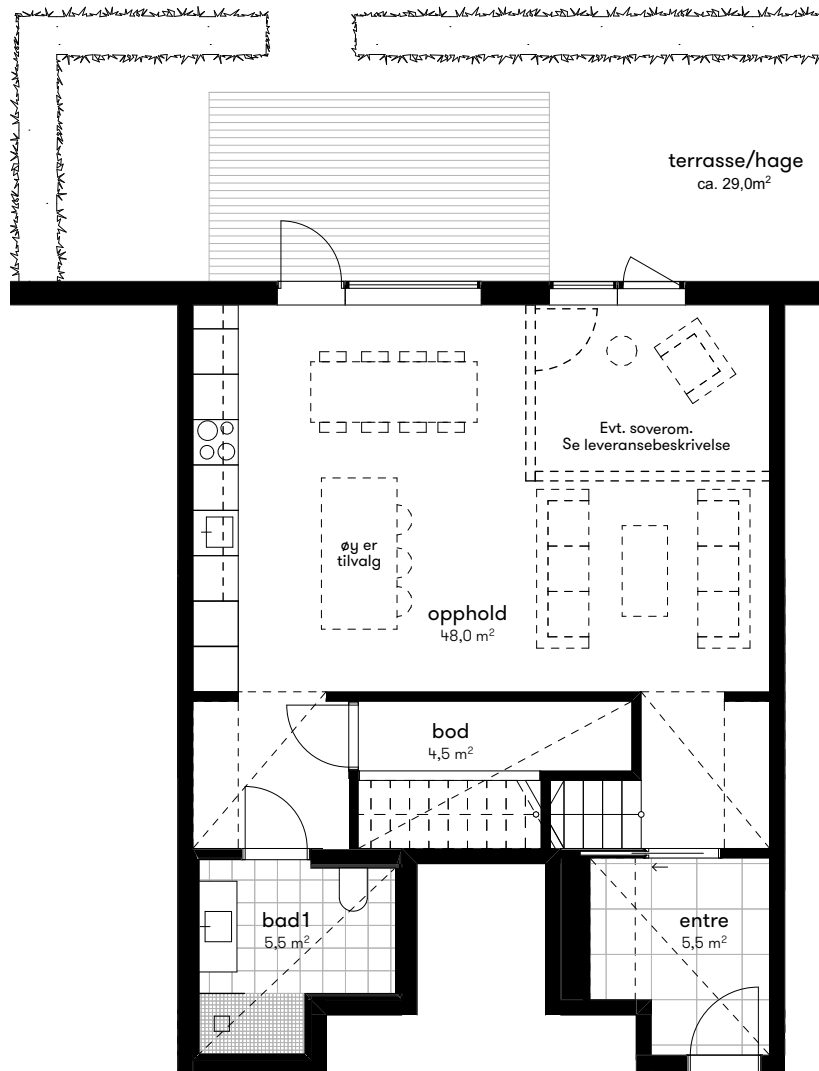 terrasse/hage
ca. 29,0m²
Evt. soverom.
Se leveransebeskrivelse
øy er
tilvalg
opphold
48,0 m²
bod
4,5 m²
bad1
5,5 m²
entre
5,5 m²